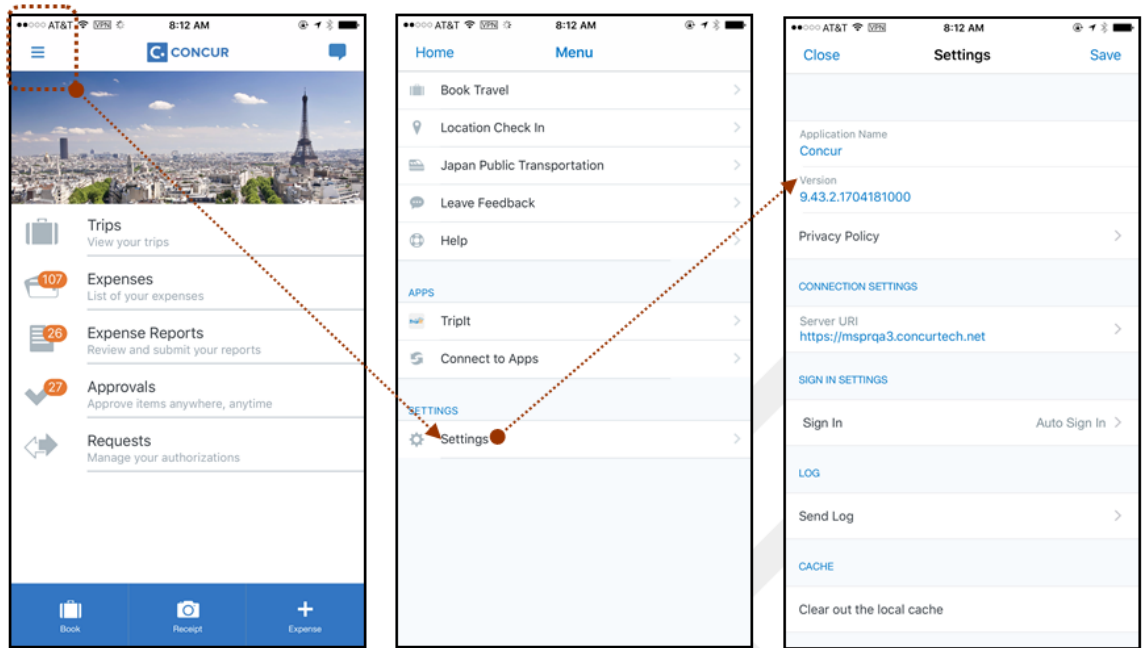 AT&T VPN 8:12 AM
CONCUR
Trips
View your trips
107
Expenses
List of your expenses
26
Expense Reports
Review and submit your reports
27
Approvals
Approve items anywhere, anytime
Requests
Manage your authorizations
Book
Receipt
Expense
AT&T VPN 8:12 AM
Home Menu
Book Travel
Location Check In
Japan Public Transportation
Leave Feedback
Help
APPS
TripIt
Connect to Apps
SETTINGS
Settings
AT&T VPN 8:12 AM
Close Settings Save
Application Name
Concur
Version
9.43.2.1704181000
Privacy Policy
CONNECTION SETTINGS
Server URI
https://msprqa3.concurtech.net
SIGN IN SETTINGS
Sign In Auto Sign In
LOG
Send Log
CACHE
Clear out the local cache